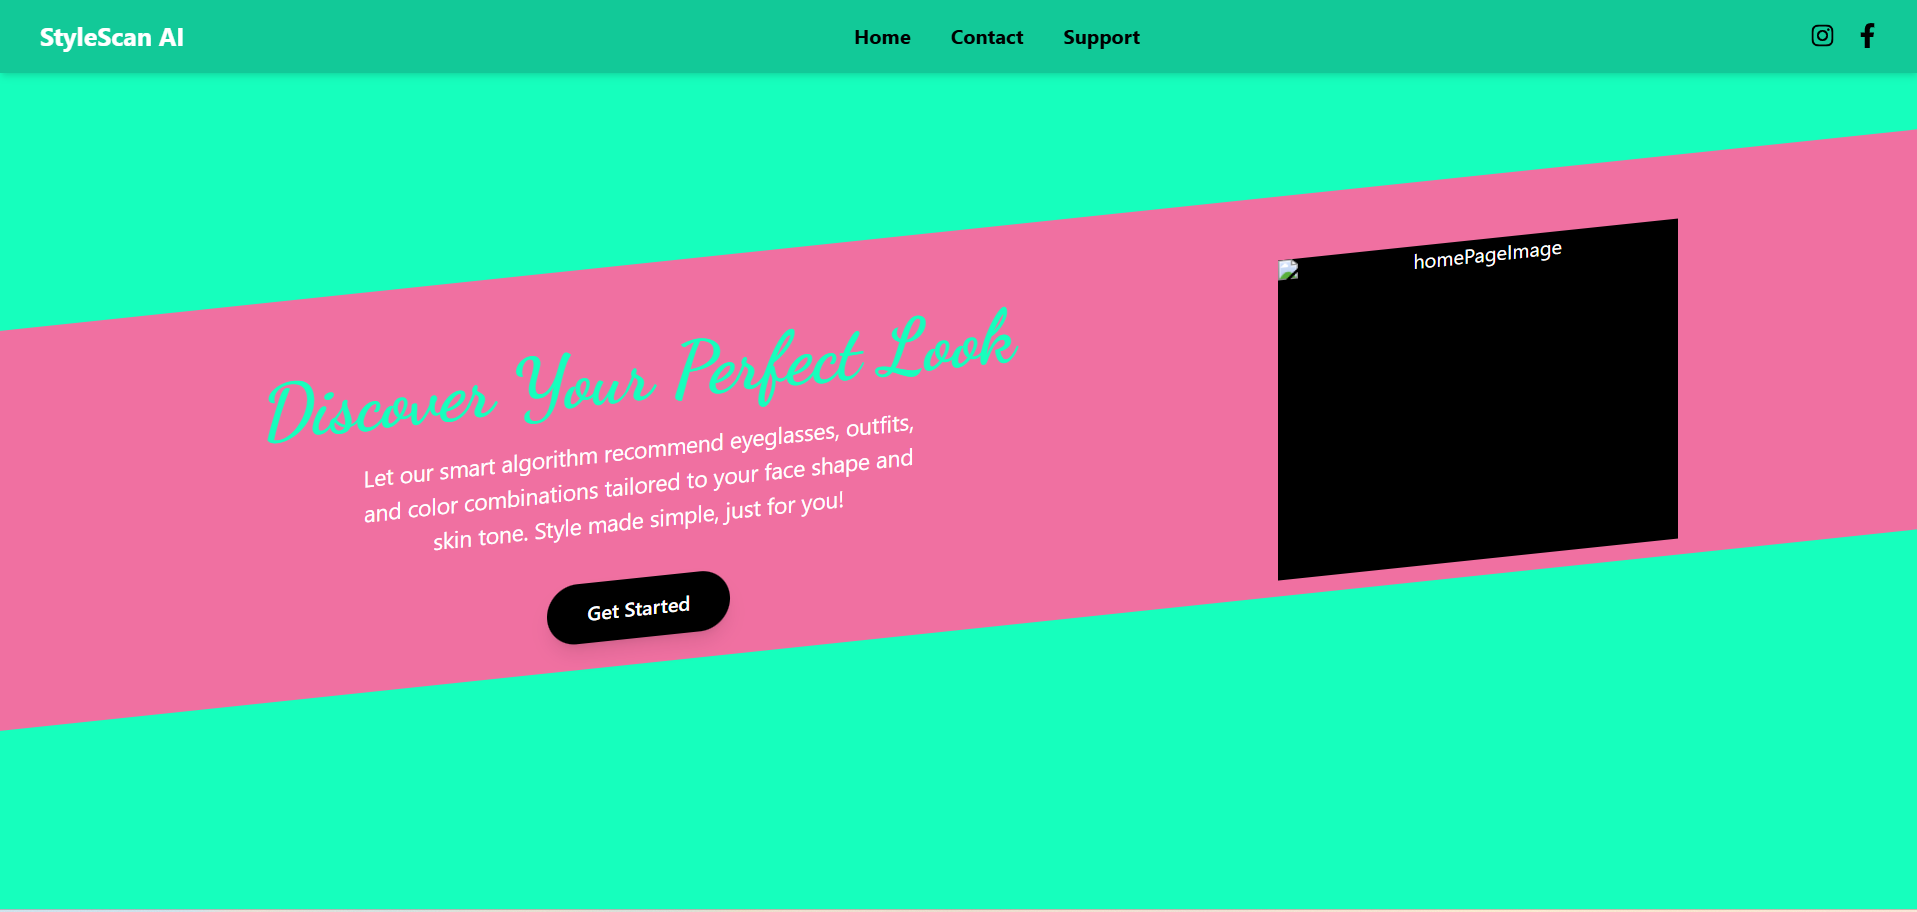 StyleScan AI
Home Contact Support
homePageImage
Discover Your Perfect Look
Let our smart algorithm recommend eyeglasses, outfits,
and color combinations tailored to your face shape and
skin tone. Style made simple, just for you!
Get Started